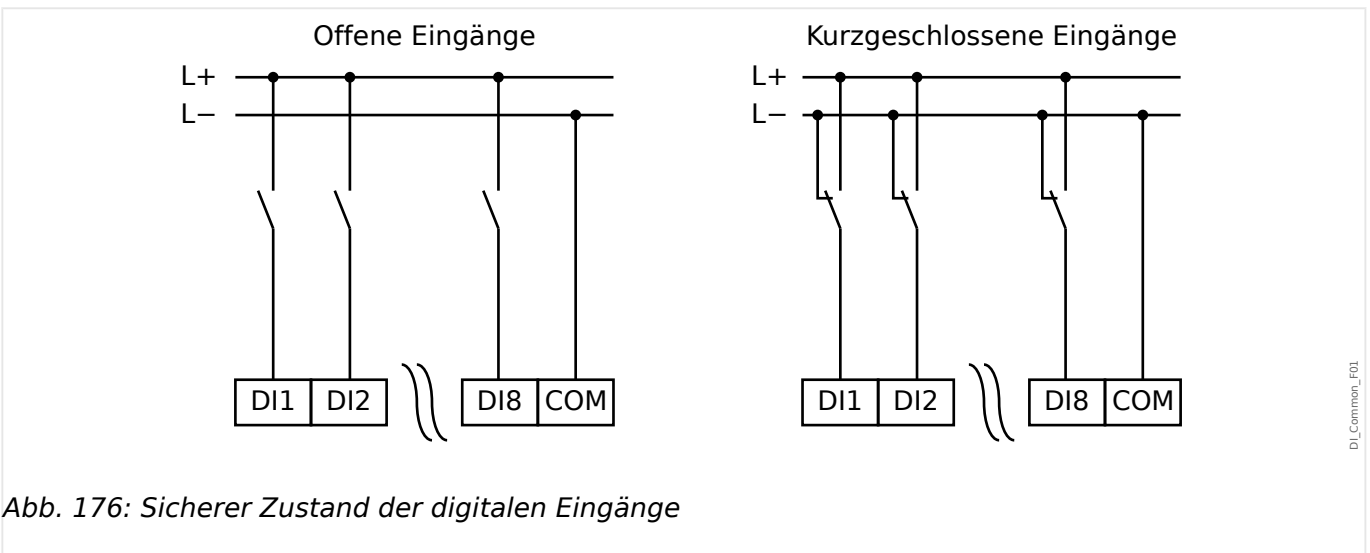 Offene Eingänge
L+
L−
DI1 DI2 DI8 COM
Kurzgeschlossene Eingänge
L+
L−
DI1 DI2 DI8 COM
DI_Common_F01
Abb. 176: Sicherer Zustand der digitalen Eingänge